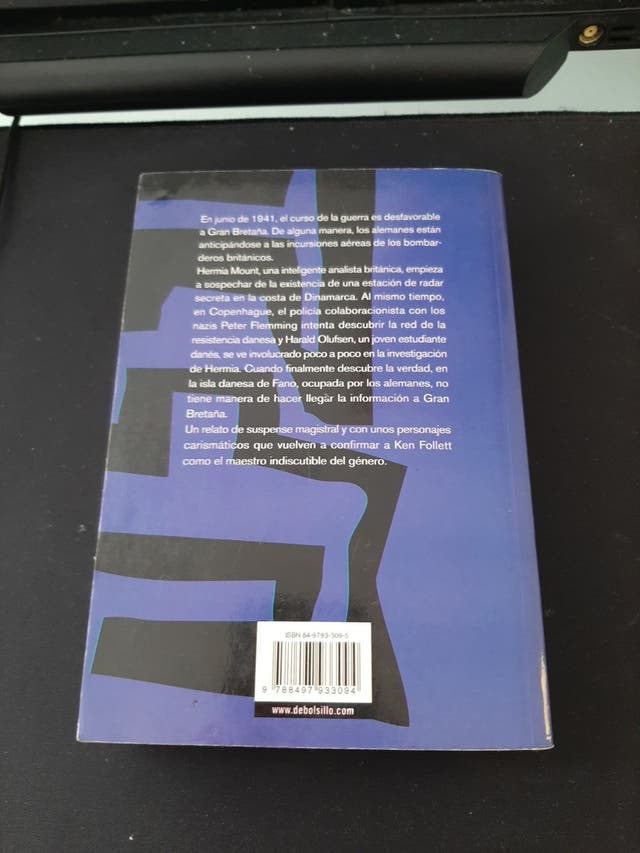 En junio de 1941, el curso de la guerra es desfavorable
a Gran Bretaña. De alguna manera, los alemanes están
anticipándose a las incursiones aéreas de los bombar-
deros británicos.
Hermia Mount, una inteligente analista británica, empieza
a sospechar de la existencia de una estación de radar
secreta en la costa de Dinamarca. Al mismo tiempo,
en Copenhague, el policía colaboracionista con los
nazis Peter Flemming intenta descubrir la red de la
resistencia danesa y Harald Olufsen, un joven estudiante
danés, se ve involucrado poco a poco en la investigación
de Hermia. Cuando finalmente descubre la verdad, en
la isla danesa de Fano, ocupada por los alemanes, no
tiene manera de hacer llegar la información a Gran
Bretaña.
Un relato de suspense magistral y con unos personajes
carismáticos que vuelven a confirmar a Ken Follett
como el maestro indiscutible del género.
ISBN 84-9793-309-5
9 788497 933094
www.debolsillo.com